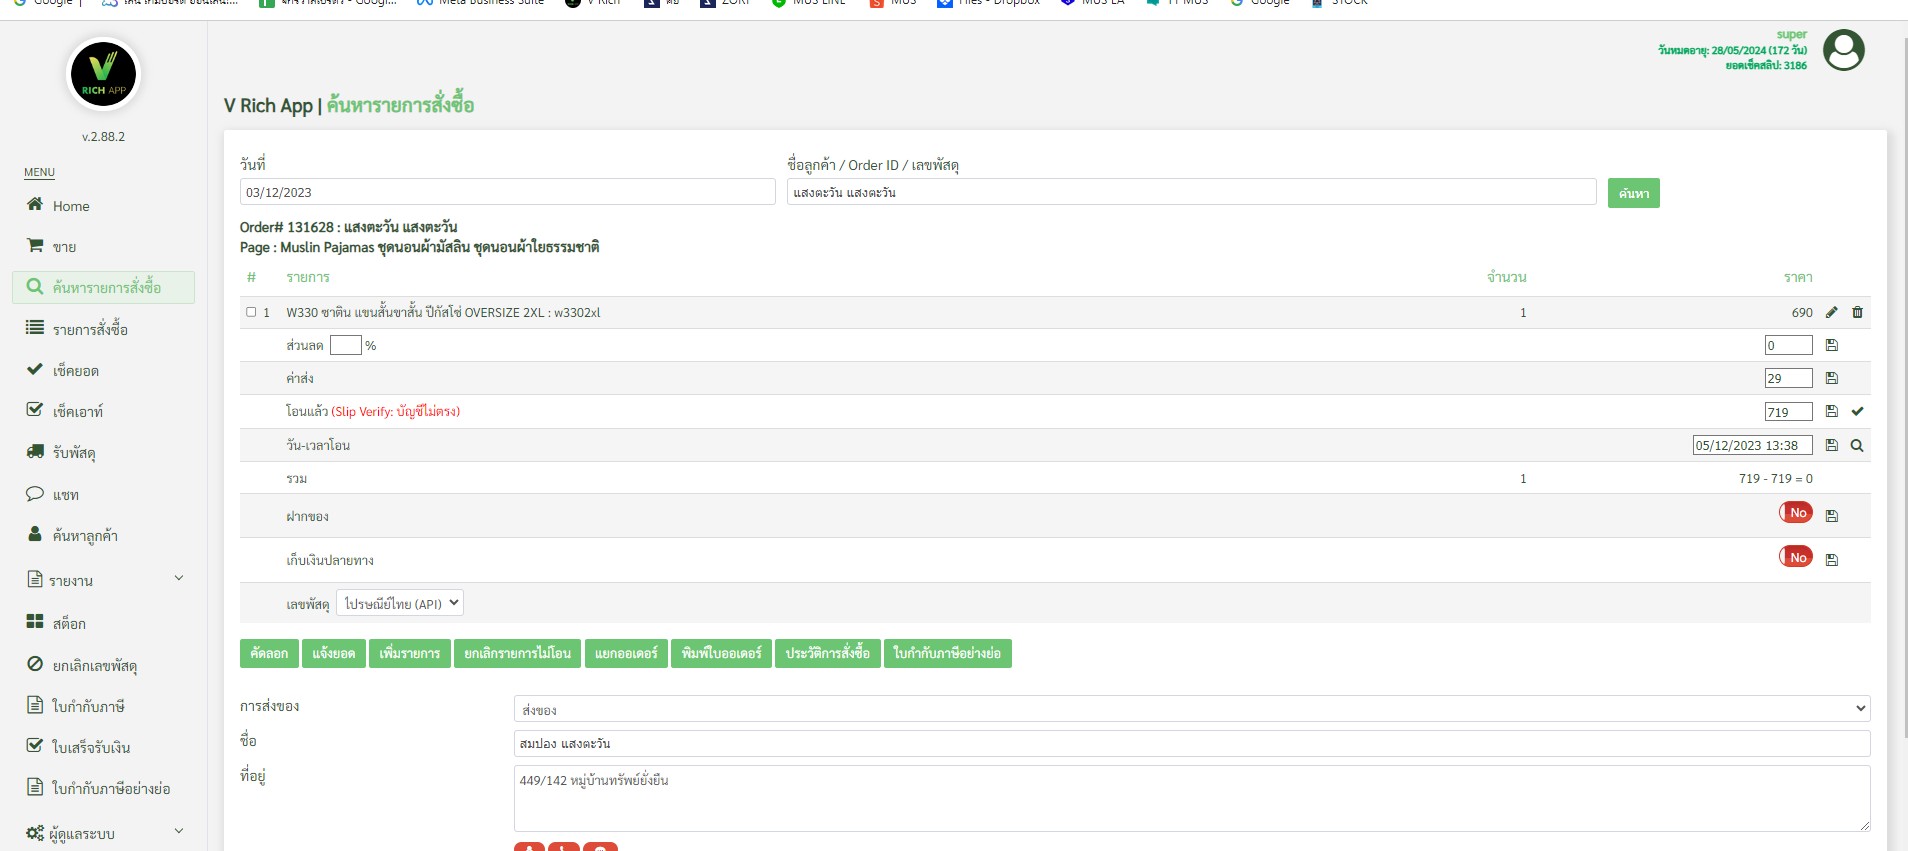 Google
Meta Business Suite
V Rich
ZORT
MUS LINE
MUS
Files - Dropbox
MUS LA
TT MUS
Google
STOCK
super
วันหมดอายุ: 28/05/2024 (172 วัน)
ยอดเช็คสลิป: 3186
V
RICH APP
v.2.88.2
MENU
Home
ขาย
ค้นหารายการสั่งซื้อ
รายการสั่งซื้อ
เช็คยอด
เช็คเอาท์
รับพัสดุ
แชท
ค้นหาลูกค้า
รายงาน
สต็อก
ยกเลิกเลขพัสดุ
ใบกำกับภาษี
ใบเสร็จรับเงิน
ใบกำกับภาษีอย่างย่อ
ผู้ดูแลระบบ
V Rich App | ค้นหารายการสั่งซื้อ
วันที่ ชื่อลูกค้า / Order ID / เลขพัสดุ
03/12/2023 แสงตะวัน แสงตะวัน ค้นหา
Order# 131628 : แสงตะวัน แสงตะวัน
Page : Muslin Pajamas ชุดนอนผ้ามัสลิน ชุดนอนผ้าใยธรรมชาติ
# รายการ จำนวน ราคา
1 W330 ซาติน แขนสั้นขาสั้น ปีกัสโซ่ OVERSIZE 2XL : w3302xl 1 690
ส่วนลด % 0
ค่าส่ง 29
โอนแล้ว (Slip Verify: บัญชีไม่ตรง) 719
วัน-เวลาโอน 05/12/2023 13:38
รวม 1 719 - 719 = 0
ฝากของ No
เก็บเงินปลายทาง No
เลขพัสดุ ไปรษณีย์ไทย (API)
คัดลอก แจ้งยอด เพิ่มรายการ ยกเลิกรายการไม่โอน แยกออเดอร์ พิมพ์ใบออเดอร์ ประวัติการสั่งซื้อ ใบกำกับภาษีอย่างย่อ
การส่งของ ส่งของ
ชื่อ สมปอง แสงตะวัน
ที่อยู่ 449/142 หมู่บ้านทรัพย์ยั่งยืน